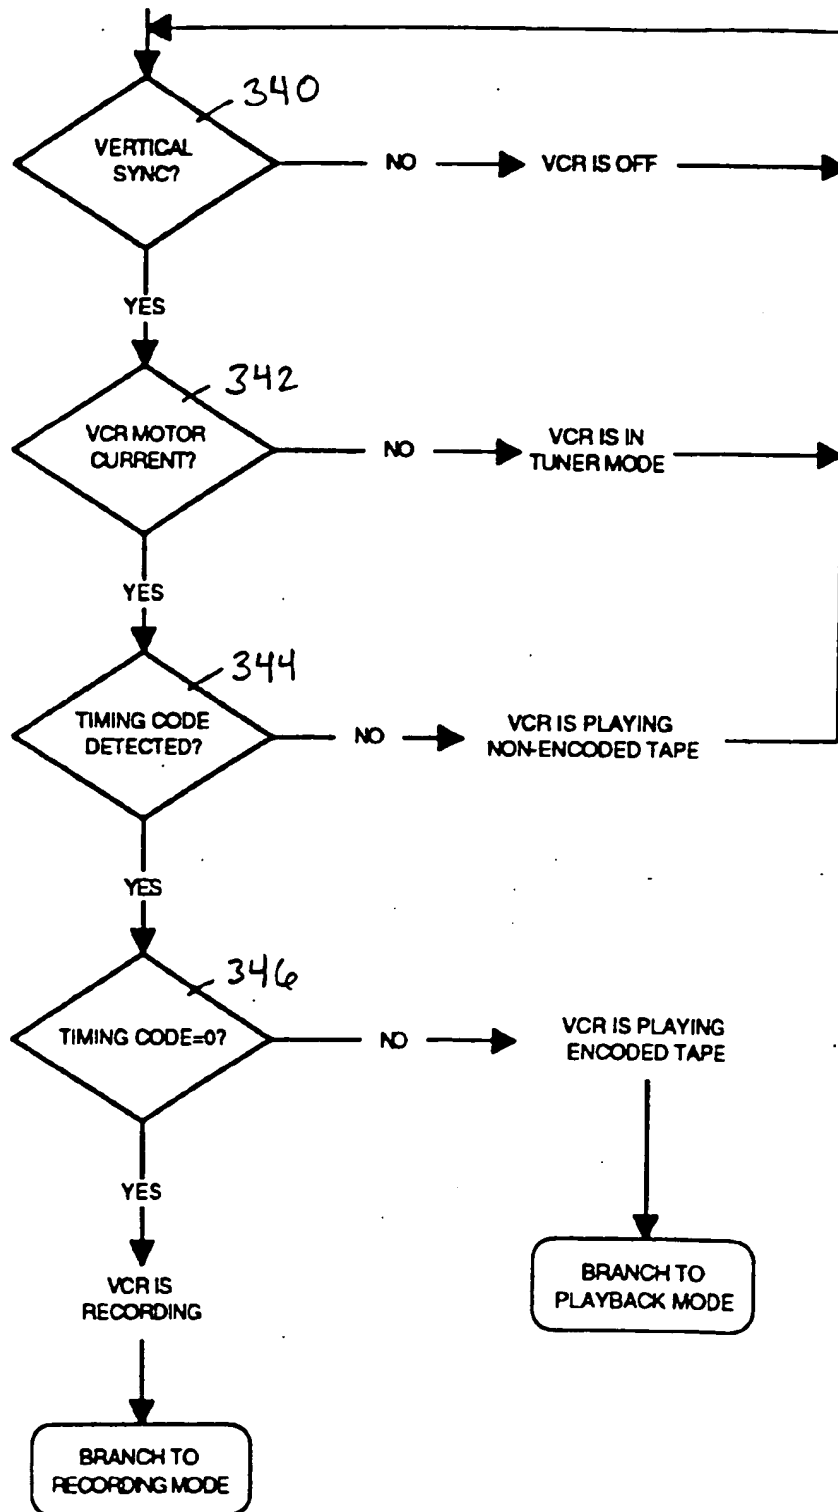 340
VERTICAL
SYNC?
NO
VCR IS OFF
YES
342
VCR MOTOR
CURRENT?
NO
VCR IS IN
TUNER MODE
YES
344
TIMING CODE
DETECTED?
NO
VCR IS PLAYING
NON-ENCODED TAPE
YES
346
TIMING CODE=0?
NO
VCR IS PLAYING
ENCODED TAPE
YES
VCR IS
RECORDING
BRANCH TO
PLAYBACK MODE
BRANCH TO
RECORDING MODE